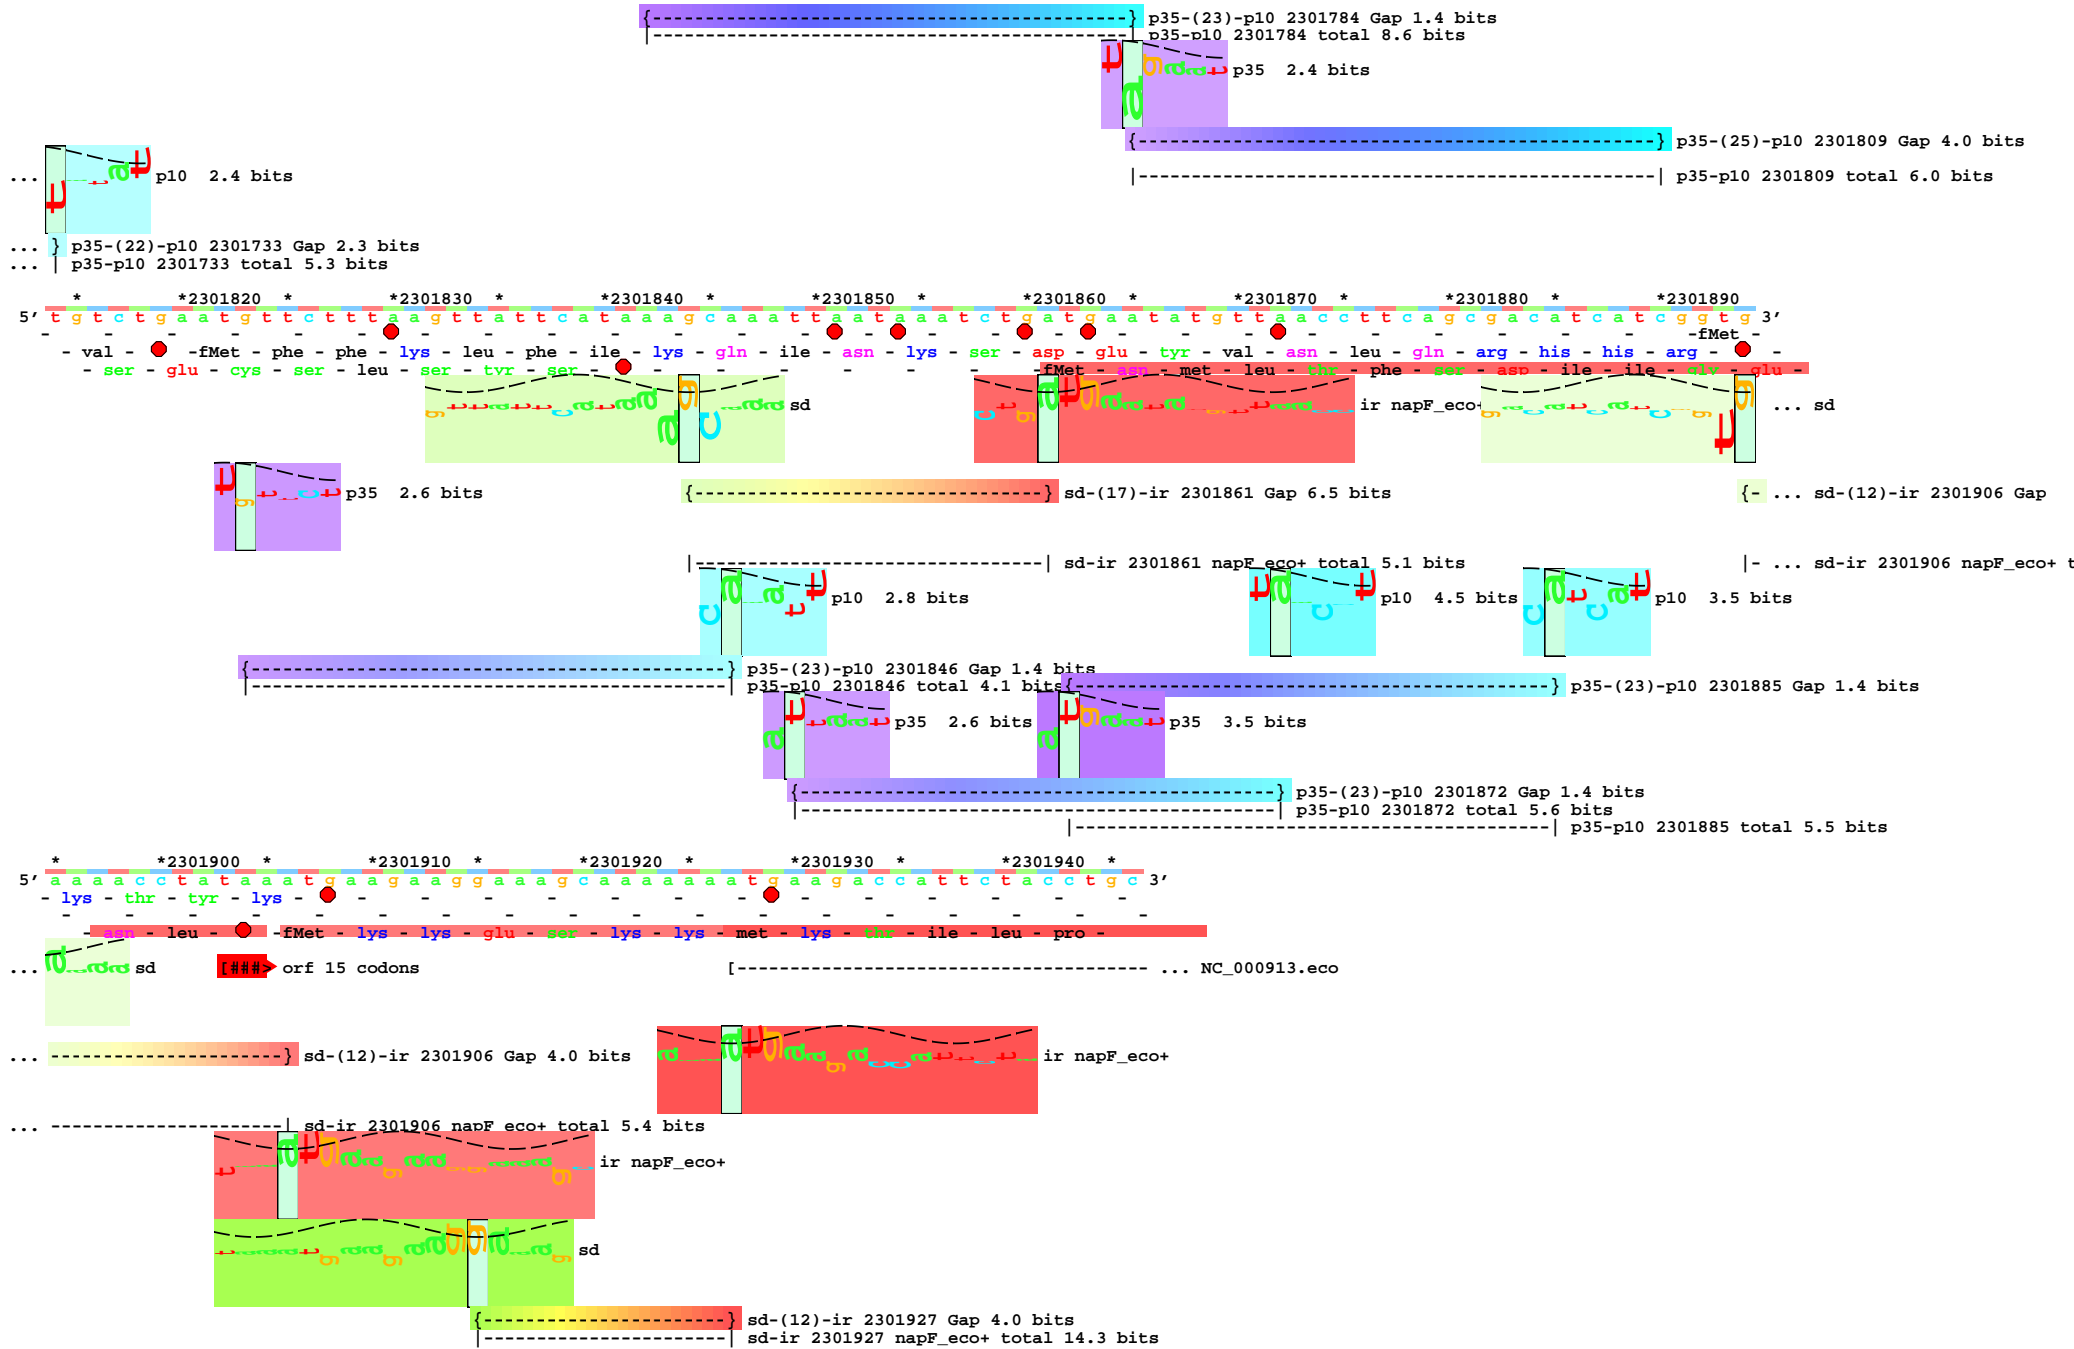 {-----------------------} p35-(23)-p10 2301784 Gap 1.4 bits
|-----------------------| p35-p10 2301784 total 8.6 bits
t a g a a t p35 2.4 bits
{-------------------------} p35-(25)-p10 2301809 Gap 4.0 bits
... t a t p10 2.4 bits
|-------------------------| p35-p10 2301809 total 6.0 bits
... } p35-(22)-p10 2301733 Gap 2.3 bits
... | p35-p10 2301733 total 5.3 bits
* *2301820 * *2301830 * *2301840 * *2301850 * *2301860 * *2301870 * *2301880 * *2301890
5' t g t c t g a a t g t t c t t t a a g t t a t t c a t a a a g c a a a t t a a t a a a t c t g a t g a a t a t g t t a a c c t t c a g c g a c a t c a t c g g t g 3'
-fMet -
- val - -fMet - phe - phe - lys - leu - phe - ile - lys - gln - ile - asn - lys - ser - asp - glu - tyr - val - asn - leu - gln - arg - his - his - arg - -
- ser - glu - cys - ser - leu - ser - tyr - ser - -fMet - asn - met - leu - thr - phe - ser - asp - ile - ile - gly - glu -
g t t a t t c a t a a a g c a a a sd
c t g a t g a a t a t g t t a a c c ir napF_eco+
g a c a t c a t c g g t g ... sd
t g t t c t p35 2.6 bits
{-----------------} sd-(17)-ir 2301861 Gap 6.5 bits
{- ... sd-(12)-ir 2301906 Gap
|-----------------| sd-ir 2301861 napF_eco+ total 5.1 bits
|- ... sd-ir 2301906 napF_eco+ t
c a a a t t p10 2.8 bits
t a a c c t p10 4.5 bits
c a t c a t p10 3.5 bits
{-----------------------} p35-(23)-p10 2301846 Gap 1.4 bits
|-----------------------| p35-p10 2301846 total 4.1 bits
{-----------------------} p35-(23)-p10 2301885 Gap 1.4 bits
a t t a a t p35 2.6 bits
a t g a a t p35 3.5 bits
{-----------------------} p35-(23)-p10 2301872 Gap 1.4 bits
|-----------------------| p35-p10 2301872 total 5.6 bits
|-----------------------| p35-p10 2301885 total 5.5 bits
* *2301900 * *2301910 * *2301920 * *2301930 * *2301940 *
5' a a a a c c t a t a a a t g a a g a a g g a a a g c a a a a a a a t g a a g a c c a t t c t a c c t g c 3'
- lys - thr - tyr - lys - - - - - - - - - - - - - -
- - - - - - - - - - - - - - - - - -
- asn - leu - -fMet - lys - lys - glu - ser - lys - lys - met - lys - thr - ile - leu - pro -
... a a a a sd
[###> orf 15 codons
[---------------------------------- ... NC_000913.eco
... -----------} sd-(12)-ir 2301906 Gap 4.0 bits
a a a a t g a a g a c c a t t c t a ir napF_eco+
... -----------| sd-ir 2301906 napF_eco+ total 5.4 bits
t a a a t g a a g a a g g a a a g c ir napF_eco+
t a a a t g a a g a a g g a a a g sd
{------------} sd-(12)-ir 2301927 Gap 4.0 bits
|------------| sd-ir 2301927 napF_eco+ total 14.3 bits